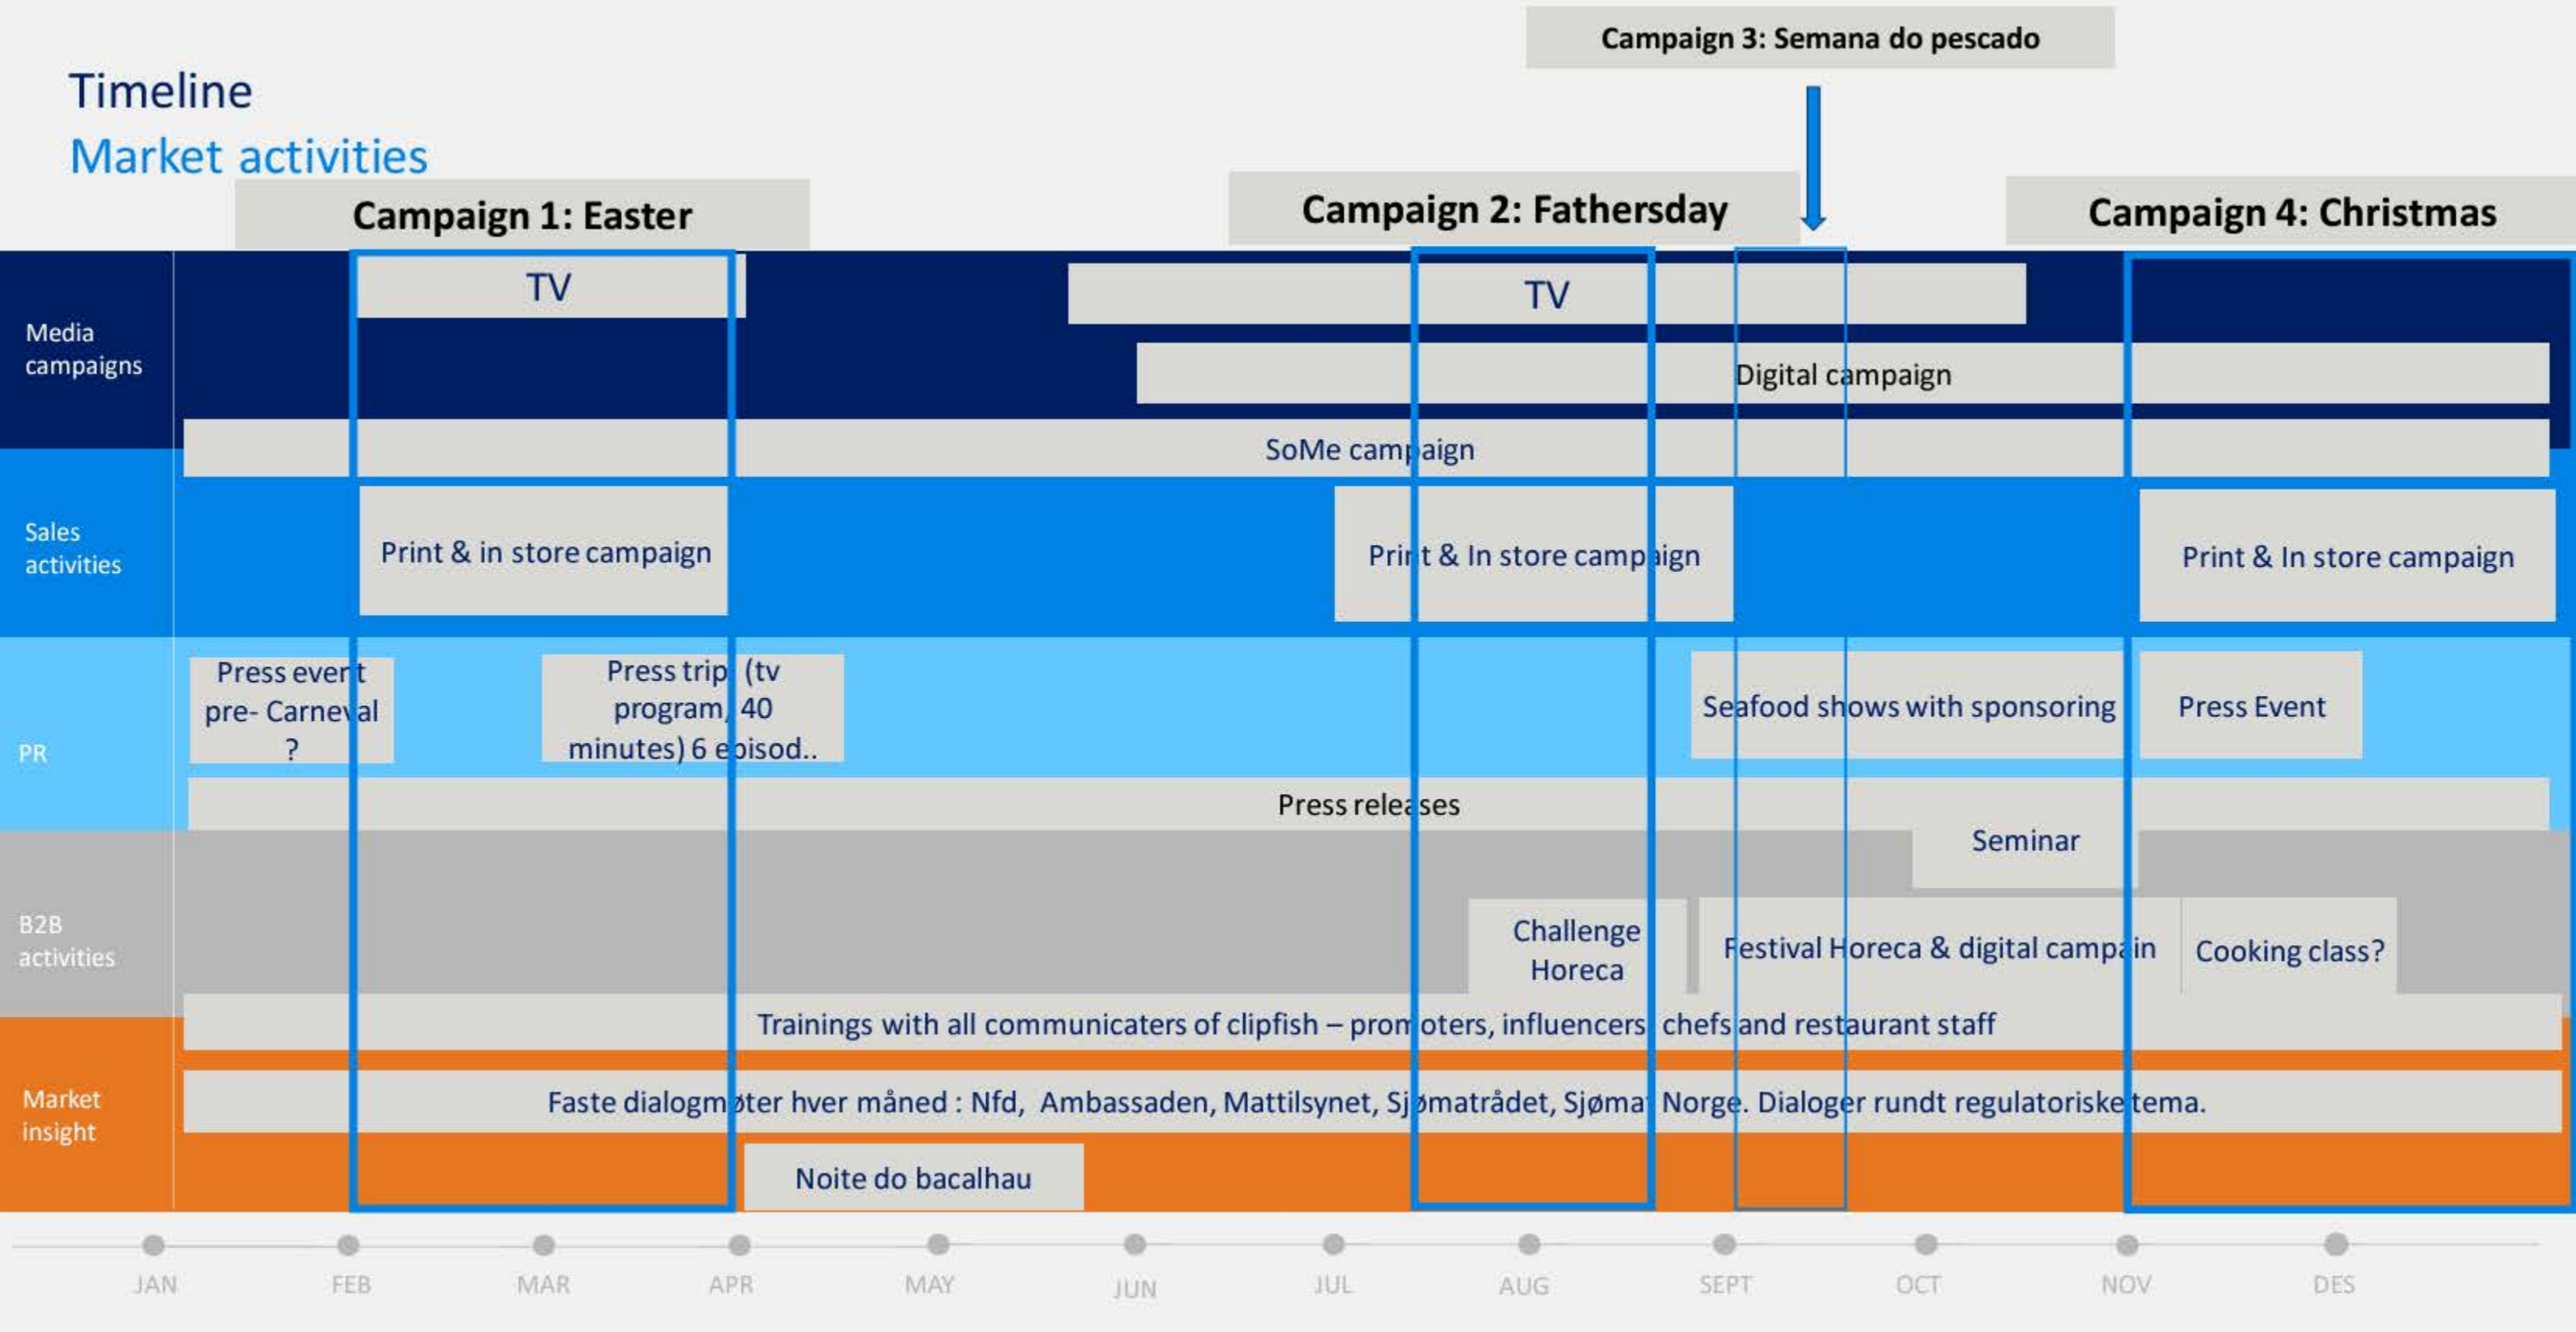 Campaign 3: Semana do pescado
Timeline
Market activities
Campaign 1: Easter
Campaign 2: Fathersday
Campaign 4: Christmas
Media
campaigns
TV
TV
Digital campaign
SoMe campaign
Sales
activities
Print & in store campaign
Print & In store campaign
Print & In store campaign
PR
Press event
pre- Carneval
?
Press trip (tv
program, 40
minutes) 6 episod..
Seafood shows with sponsoring
Press Event
Press releases
B2B
activities
Seminar
Challenge
Horeca
Festival Horeca & digital campain
Cooking class?
Trainings with all communicaters of clipfish – promoters, influencers, chefs and restaurant staff
Market
insight
Faste dialogmøter hver måned : Nfd, Ambassaden, Mattilsynet, Sjømatrådet, Sjømat Norge. Dialoger rundt regulatoriske tema.
Noite do bacalhau
JAN FEB MAR APR MAY JUN JUL AUG SEPT OCT NOV DES